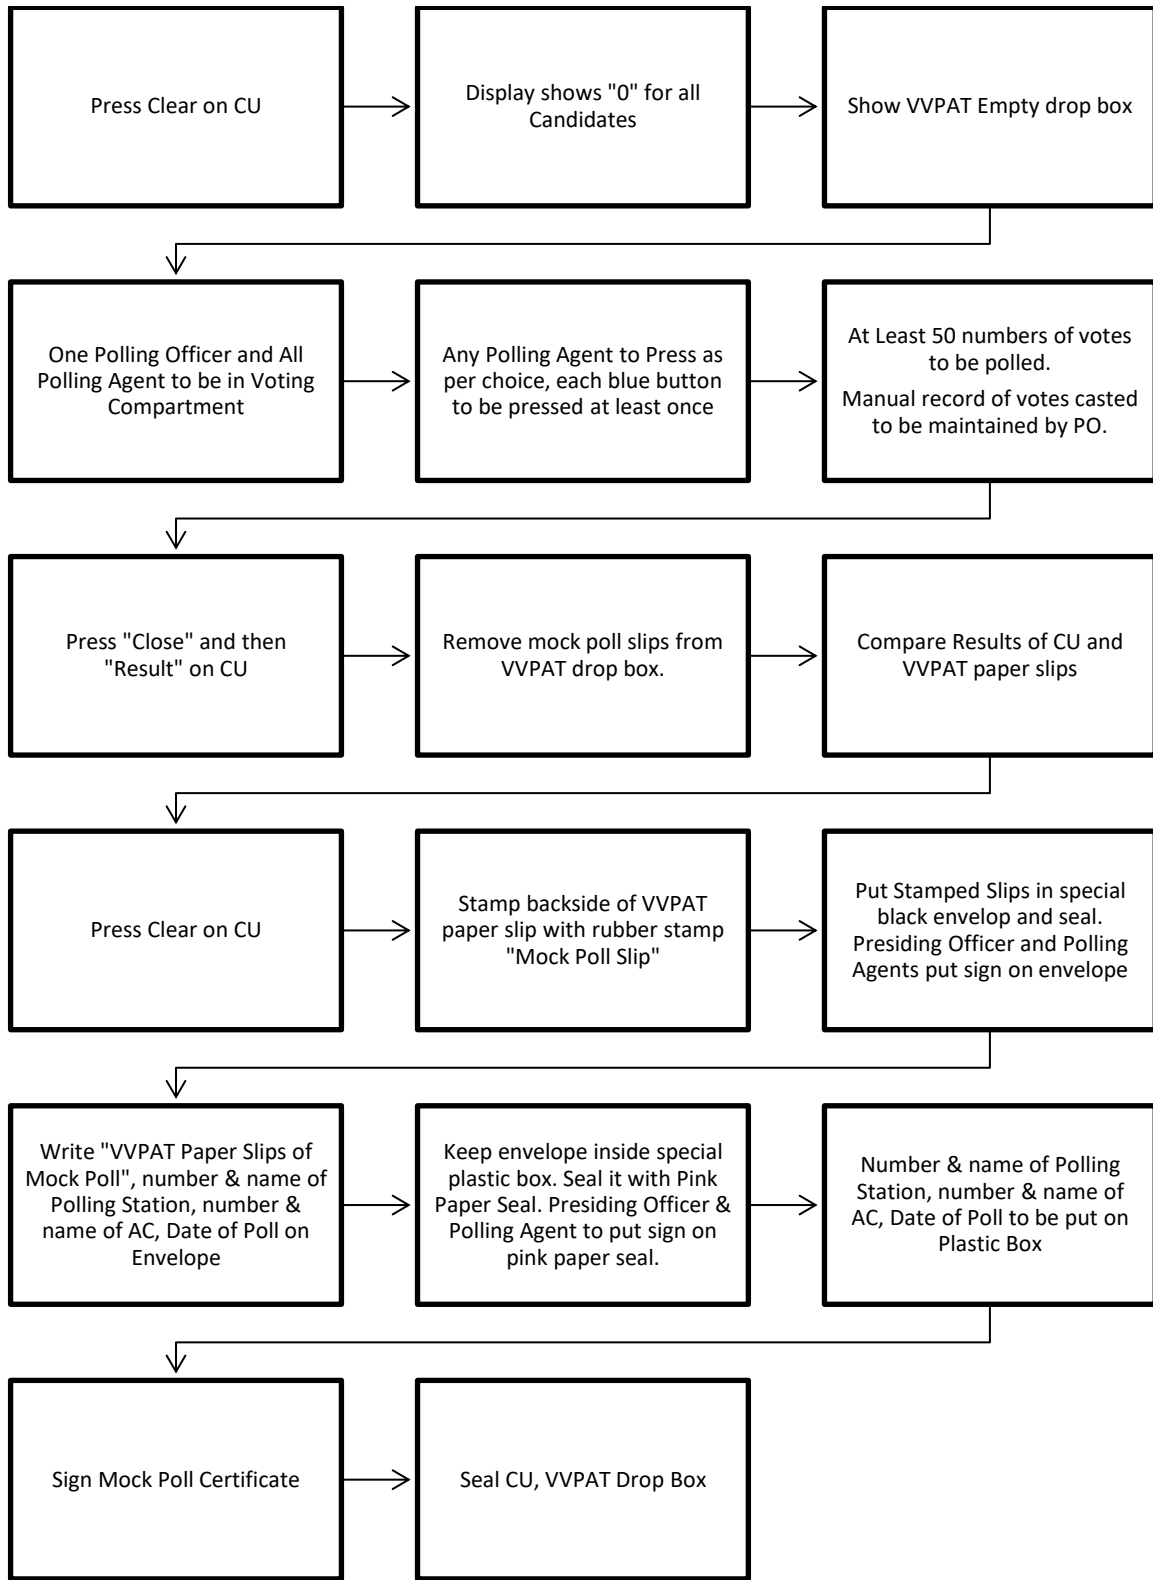 Press Clear on CU
Display shows "0" for all
Candidates
Show VVPAT Empty drop box
One Polling Officer and All
Polling Agent to be in Voting
Compartment
Any Polling Agent to Press as
per choice, each blue button
to be pressed at least once
At Least 50 numbers of votes
to be polled.
Manual record of votes casted
to be maintained by PO.
Press "Close" and then
"Result" on CU
Remove mock poll slips from
VVPAT drop box.
Compare Results of CU and
VVPAT paper slips
Press Clear on CU
Stamp backside of VVPAT
paper slip with rubber stamp
"Mock Poll Slip"
Put Stamped Slips in special
black envelop and seal.
Presiding Officer and Polling
Agents put sign on envelope
Write "VVPAT Paper Slips of
Mock Poll", number & name of
Polling Station, number &
name of AC, Date of Poll on
Envelope
Keep envelope inside special
plastic box. Seal it with Pink
Paper Seal. Presiding Officer &
Polling Agent to put sign on
pink paper seal.
Number & name of Polling
Station, number & name of
AC, Date of Poll to be put on
Plastic Box
Sign Mock Poll Certificate
Seal CU, VVPAT Drop Box